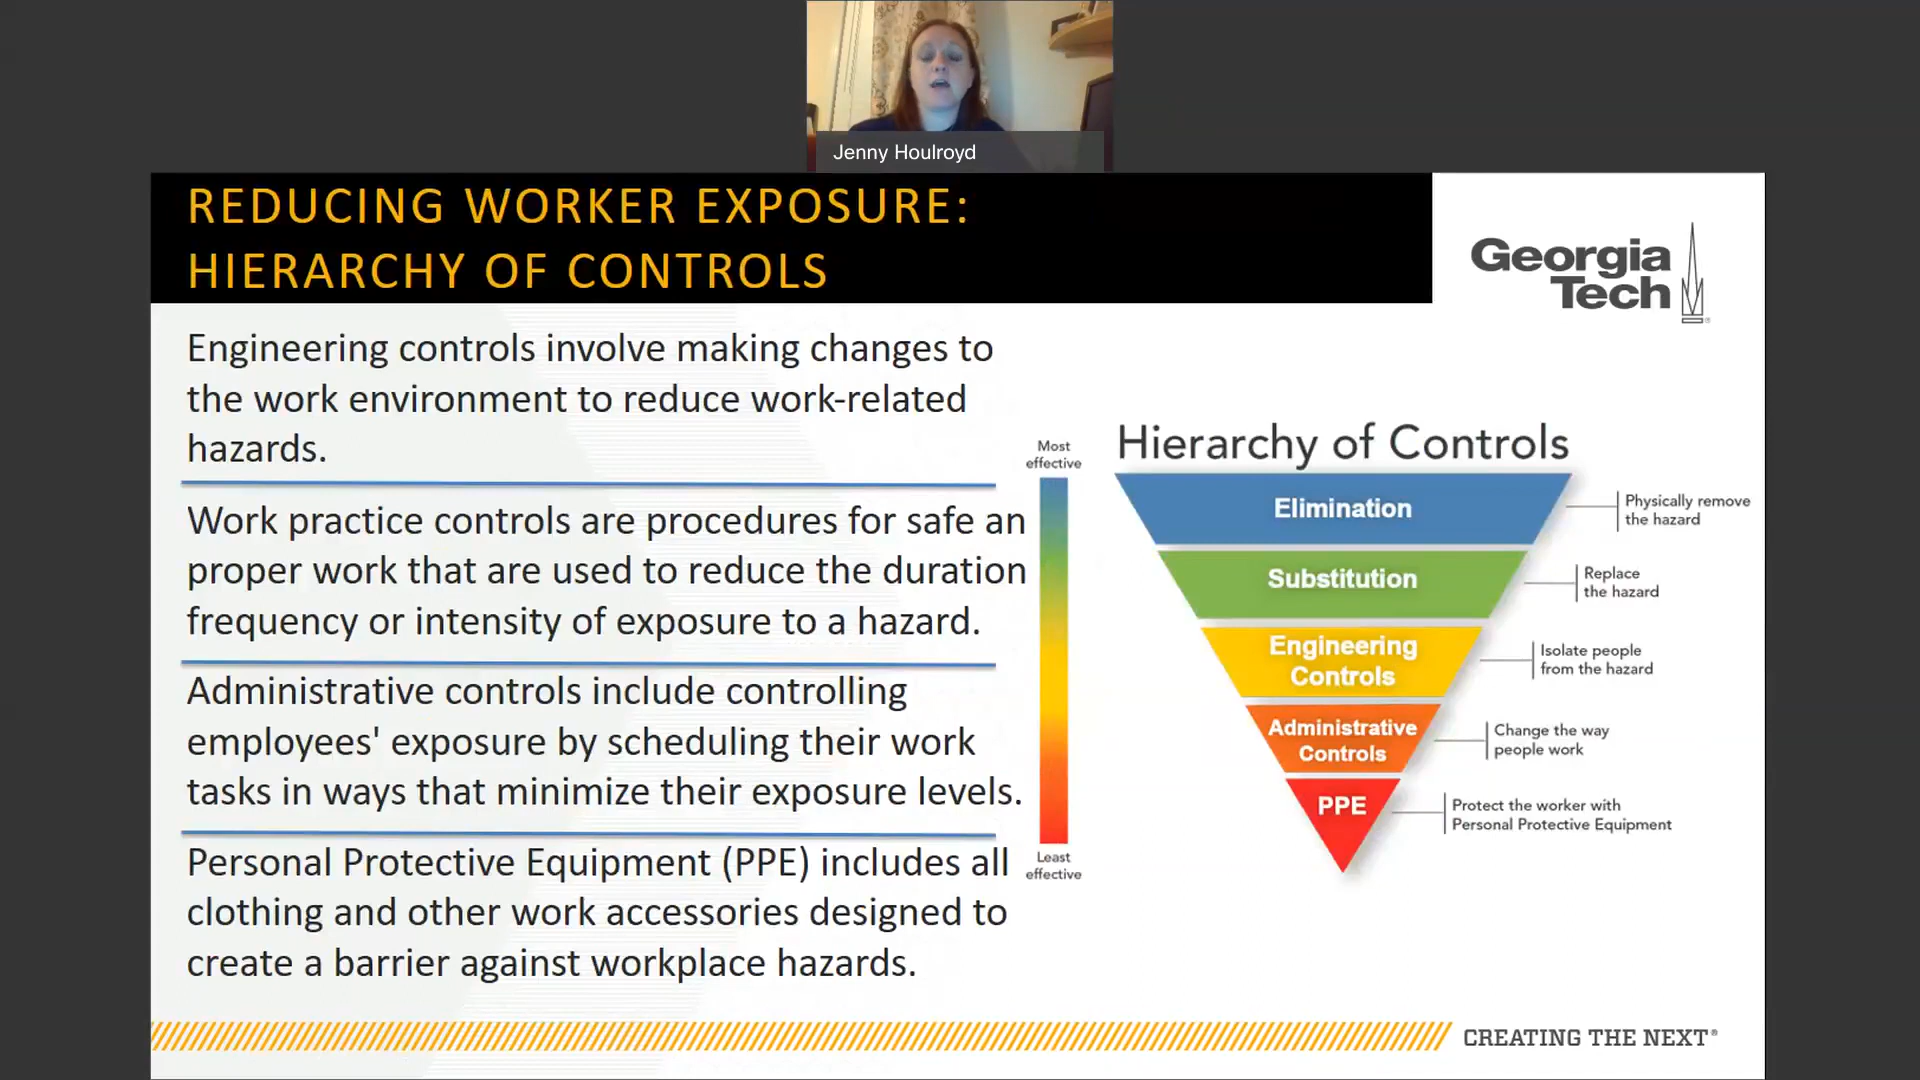 Jenny Houlroyd
REDUCING WORKER EXPOSURE:
HIERARCHY OF CONTROLS
Georgia
Tech
Engineering controls involve making changes to
the work environment to reduce work-related
hazards.
Work practice controls are procedures for safe an
proper work that are used to reduce the duration
frequency or intensity of exposure to a hazard.
Administrative controls include controlling
employees' exposure by scheduling their work
tasks in ways that minimize their exposure levels.
Personal Protective Equipment (PPE) includes all
clothing and other work accessories designed to
create a barrier against workplace hazards.
Hierarchy of Controls
Most
effective
Elimination
Physically remove
the hazard
Substitution
Replace
the hazard
Engineering
Controls
Isolate people
from the hazard
Administrative
Controls
Change the way
people work
PPE
Protect the worker with
Personal Protective Equipment
Least
effective
CREATING THE NEXT®